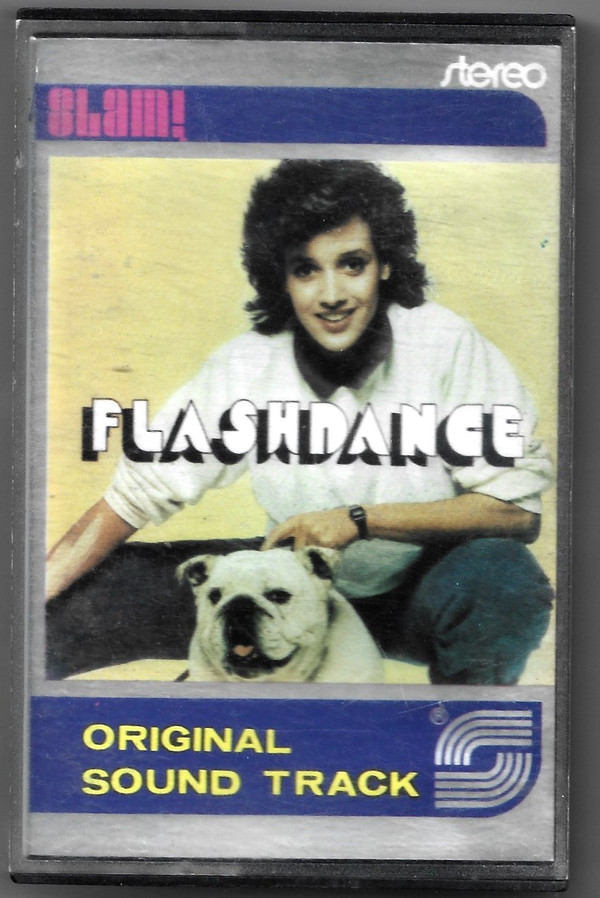 stereo
SLAM!
FLASHDANCE
ORIGINAL
SOUND TRACK
®